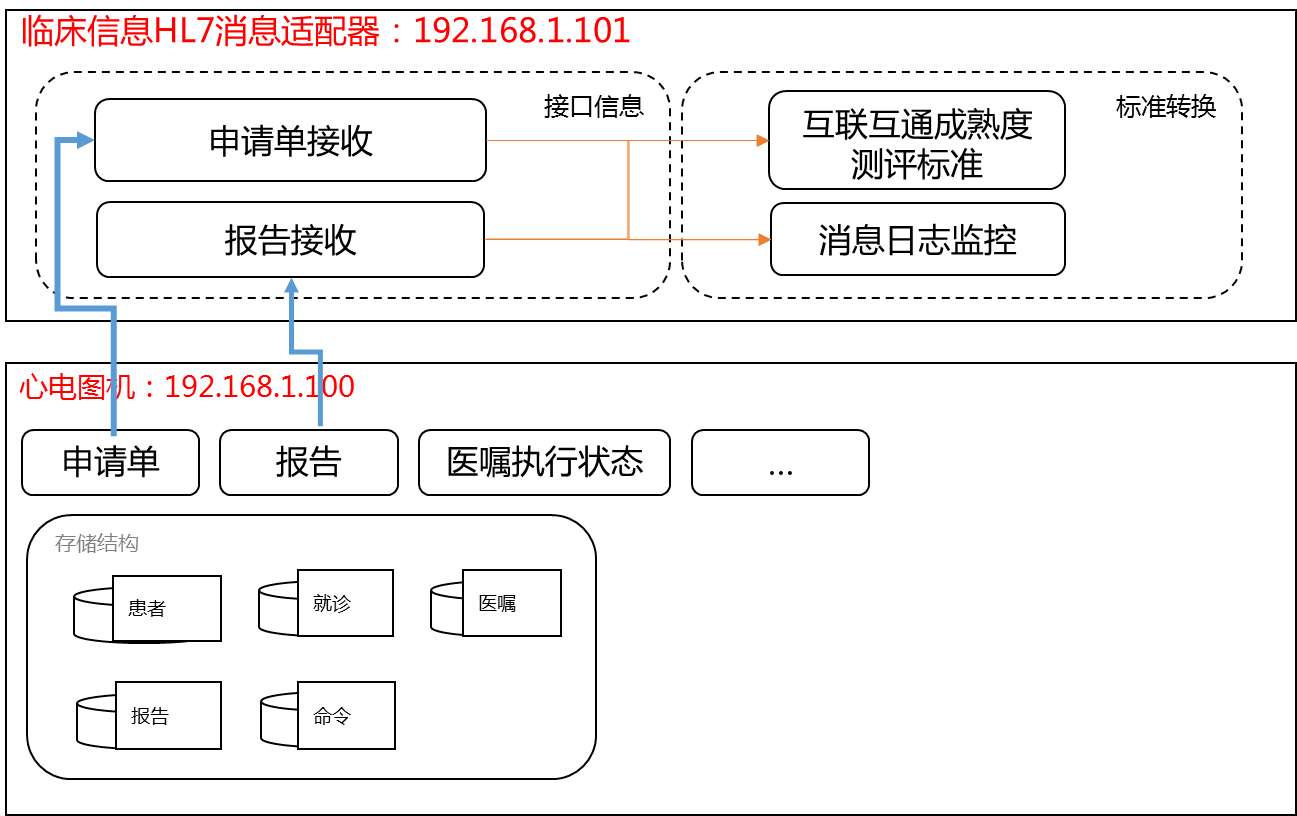 临床信息HL7消息适配器：192.168.1.101
接口信息
标准转换
申请单接收
互联互通成熟度
测评标准
报告接收
消息日志监控
心电图机：192.168.1.100
申请单
报告
医嘱执行状态
...
存储结构
患者
就诊
医嘱
报告
命令